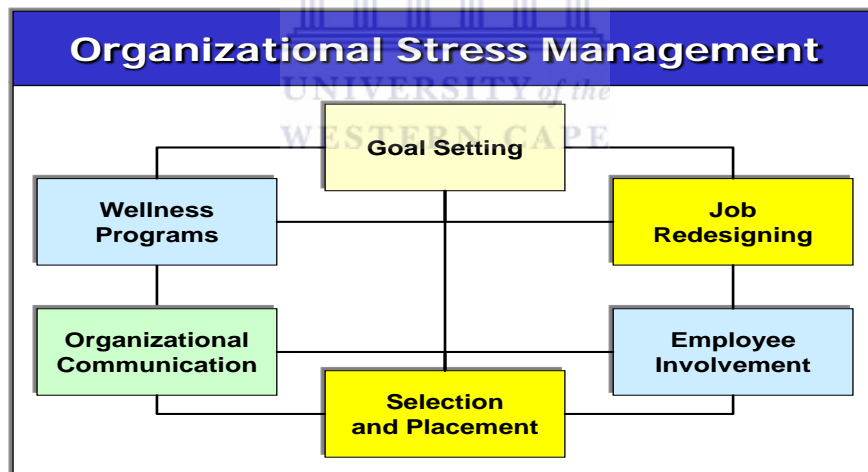 Organizational Stress Management
UNIVERSITY of the
WESTERN CAPE
Goal Setting
Wellness
Programs
Job
Redesigning
Organizational
Communication
Employee
Involvement
Selection
and Placement